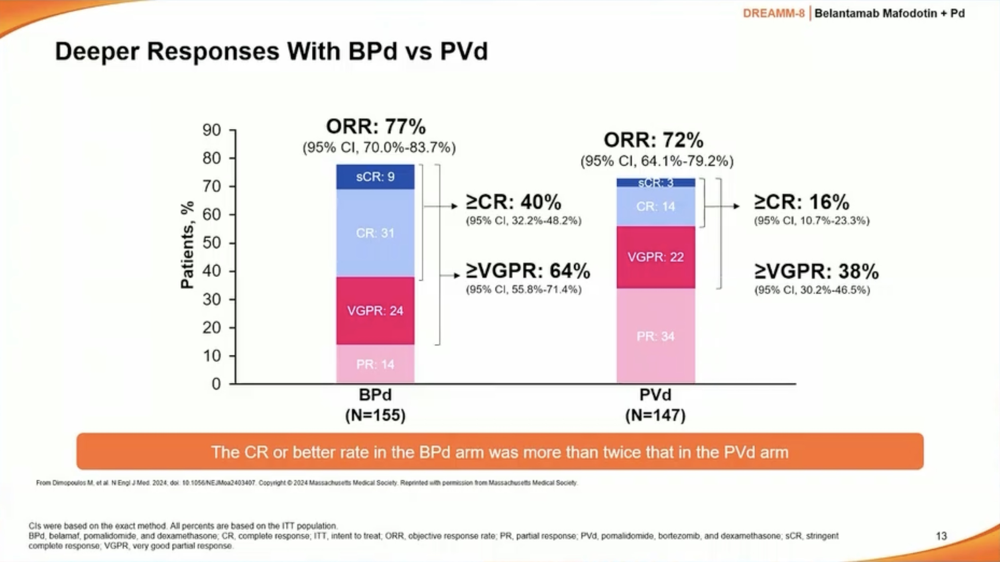 DREAMM-8 | Belantamab Mafodotin + Pd
Deeper Responses With BPd vs PVd
Patients, %
90
80
70
60
50
40
30
20
10
0
ORR: 77%
(95% CI, 70.0%-83.7%)
sCR: 9
CR: 31
VGPR: 24
PR: 14
≥CR: 40%
(95% CI, 32.2%-48.2%)
≥VGPR: 64%
(95% CI, 55.8%-71.4%)
BPd
(N=155)
ORR: 72%
(95% CI, 64.1%-79.2%)
sCR: 3
CR: 14
VGPR: 22
PR: 34
≥CR: 16%
(95% CI, 10.7%-23.3%)
≥VGPR: 38%
(95% CI, 30.2%-46.5%)
PVd
(N=147)
The CR or better rate in the BPd arm was more than twice that in the PVd arm
From Dimopoulos M, et al. N Engl J Med. 2024; doi: 10.1056/NEJMoa2403407. Copyright © 2024 Massachusetts Medical Society. Reprinted with permission from Massachusetts Medical Society.
CIs were based on the exact method. All percents are based on the ITT population.
BPd, belamaf, pomalidomide, and dexamethasone; CR, complete response; ITT, intent to treat; ORR, objective response rate; PR, partial response; PVd, pomalidomide, bortezomib, and dexamethasone; sCR, stringent
complete response; VGPR, very good partial response.
13